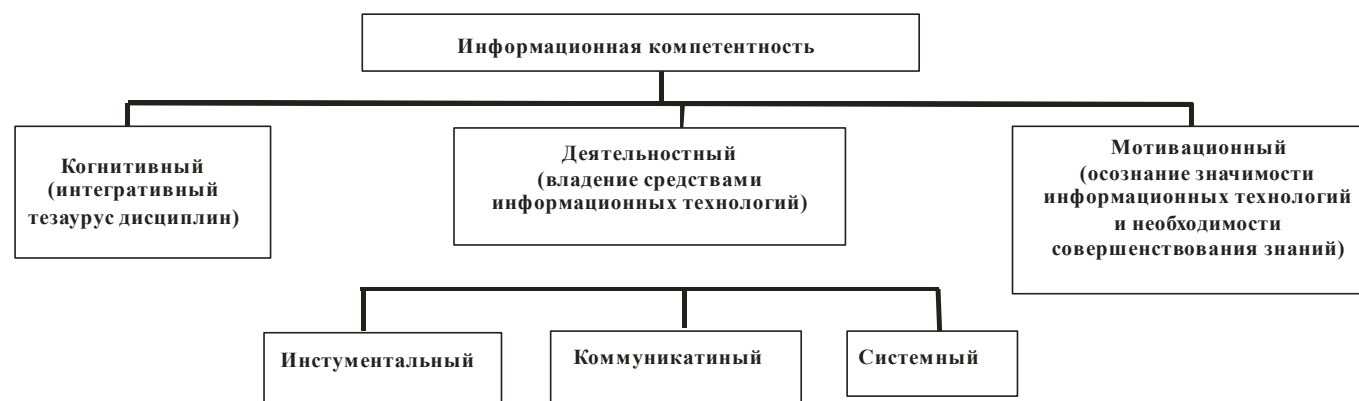 Информационная компетентность
Когнитивный
(интегративный
тезаурус дисциплин)
Деятельностный
(владение средствами
информационных технологий)
Мотивационный
(осознание значимости
информационных технологий
и необходимости
совершенствования знаний)
Инстументальный
Коммуникатиный
Системный